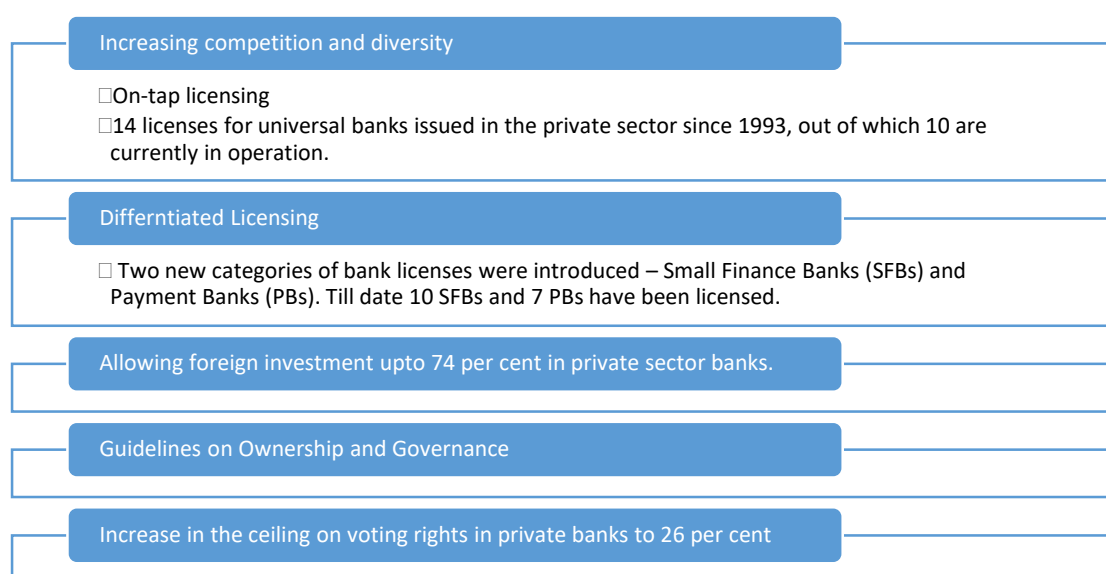 Increasing competition and diversity
□On-tap licensing
□14 licenses for universal banks issued in the private sector since 1993, out of which 10 are
currently in operation.
Differntiated Licensing
□ Two new categories of bank licenses were introduced – Small Finance Banks (SFBs) and
Payment Banks (PBs). Till date 10 SFBs and 7 PBs have been licensed.
Allowing foreign investment upto 74 per cent in private sector banks.
Guidelines on Ownership and Governance
Increase in the ceiling on voting rights in private banks to 26 per cent